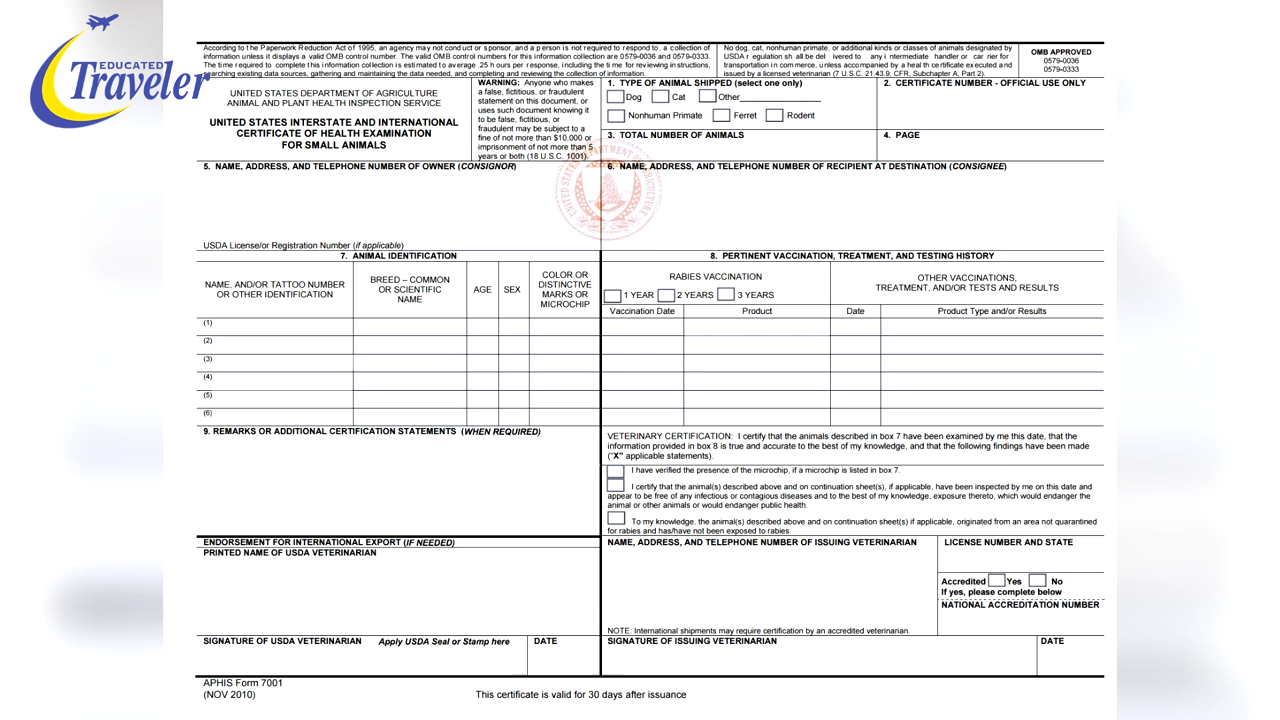 EDUCATED
Traveler
According to the Paperwork Reduction Act of 1995, an agency may not conduct or sponsor, and a person is not required to respond to, a collection of
information unless it displays a valid OMB control number. The valid OMB control numbers for this information collection are 0579-0036 and 0579-0333.
The time required to complete this information collection is estimated to average .25 hours per response, including the time for reviewing instructions,
searching existing data sources, gathering and maintaining the data needed, and completing and reviewing the collection of information.
No dog, cat, nonhuman primate, or additional kinds or classes of animals designated by
USDA regulation shall be delivered to any intermediate handler or carrier for
transportation in commerce, unless accompanied by a health certificate executed and
issued by a licensed veterinarian (7 U.S.C. 21.43.9; CFR, Subchapter A, Part 2).
OMB APPROVED
0579-0036
0579-0333
UNITED STATES DEPARTMENT OF AGRICULTURE
ANIMAL AND PLANT HEALTH INSPECTION SERVICE
UNITED STATES INTERSTATE AND INTERNATIONAL
CERTIFICATE OF HEALTH EXAMINATION
FOR SMALL ANIMALS
WARNING: Anyone who makes
a false, fictitious, or fraudulent
statement on this document, or
uses such document knowing it
to be false, fictitious, or
fraudulent may be subject to a
fine of not more than $10,000 or
imprisonment of not more than 5
years or both (18 U.S.C. 1001).
1. TYPE OF ANIMAL SHIPPED (select one only)
Dog Cat Other
Nonhuman Primate Ferret Rodent
2. CERTIFICATE NUMBER - OFFICIAL USE ONLY
3. TOTAL NUMBER OF ANIMALS
4. PAGE
5. NAME, ADDRESS, AND TELEPHONE NUMBER OF OWNER (CONSIGNOR)
6. NAME, ADDRESS, AND TELEPHONE NUMBER OF RECIPIENT AT DESTINATION (CONSIGNEE)
UNITED STATES DEPARTMENT OF AGRICULTURE
USDA License/or Registration Number (if applicable)
7. ANIMAL IDENTIFICATION
8. PERTINENT VACCINATION, TREATMENT, AND TESTING HISTORY
NAME, AND/OR TATTOO NUMBER
OR OTHER IDENTIFICATION
BREED – COMMON
OR SCIENTIFIC
NAME
AGE
SEX
COLOR OR
DISTINCTIVE
MARKS OR
MICROCHIP
RABIES VACCINATION
1 YEAR 2 YEARS 3 YEARS
OTHER VACCINATIONS,
TREATMENT, AND/OR TESTS AND RESULTS
Vaccination Date
Product
Date
Product Type and/or Results
(1)
(2)
(3)
(4)
(5)
(6)
9. REMARKS OR ADDITIONAL CERTIFICATION STATEMENTS (WHEN REQUIRED)
VETERINARY CERTIFICATION: I certify that the animals described in box 7 have been examined by me this date, that the
information provided in box 8 is true and accurate to the best of my knowledge, and that the following findings have been made
("X" applicable statements).
I have verified the presence of the microchip, if a microchip is listed in box 7.
I certify that the animal(s) described above and on continuation sheet(s), if applicable, have been inspected by me on this date and
appear to be free of any infectious or contagious diseases and to the best of my knowledge, exposure thereto, which would endanger the
animal or other animals or would endanger public health.
To my knowledge, the animal(s) described above and on continuation sheet(s) if applicable, originated from an area not quarantined
for rabies and has/have not been exposed to rabies.
ENDORSEMENT FOR INTERNATIONAL EXPORT (IF NEEDED)
PRINTED NAME OF USDA VETERINARIAN
NAME, ADDRESS, AND TELEPHONE NUMBER OF ISSUING VETERINARIAN
LICENSE NUMBER AND STATE
Accredited Yes No
If yes, please complete below
NATIONAL ACCREDITATION NUMBER
NOTE: International shipments may require certification by an accredited veterinarian.
SIGNATURE OF USDA VETERINARIAN
Apply USDA Seal or Stamp here
DATE
SIGNATURE OF ISSUING VETERINARIAN
DATE
APHIS Form 7001
(NOV 2010)
This certificate is valid for 30 days after issuance